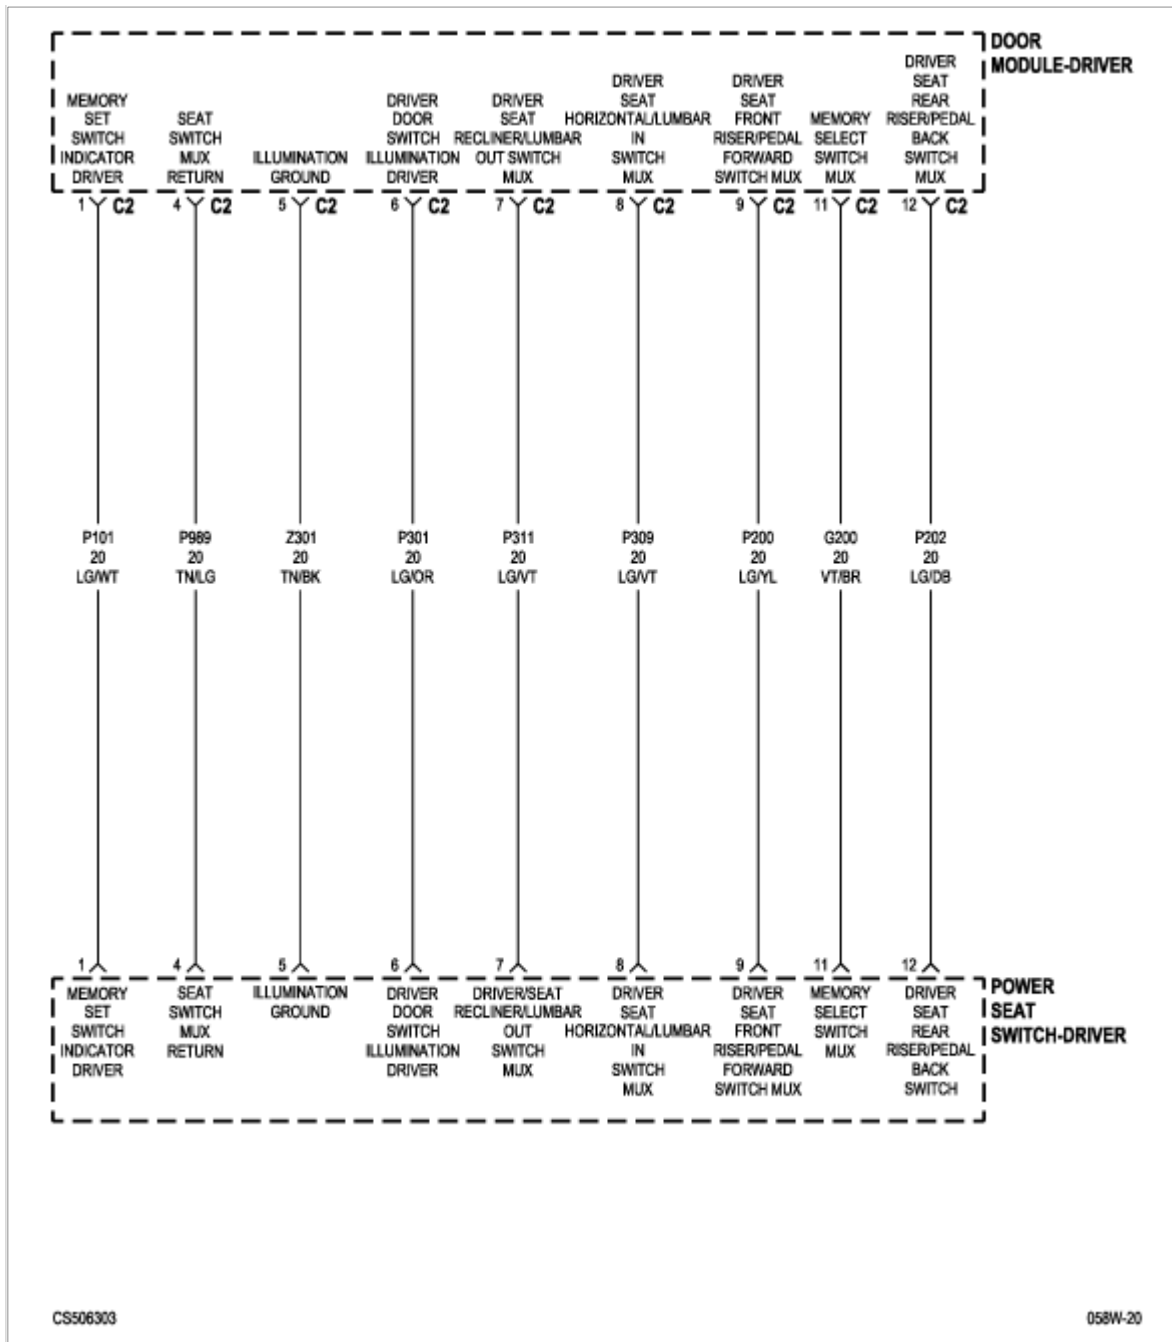 DOOR
MODULE-DRIVER
MEMORY
SET
SWITCH
INDICATOR
DRIVER
SEAT
SWITCH
MUX
RETURN
ILLUMINATION
GROUND
DRIVER
DOOR
SWITCH
ILLUMINATION
DRIVER
DRIVER
SEAT
RECLINER/LUMBAR
OUT SWITCH
MUX
DRIVER
SEAT
HORIZONTAL/LUMBAR
IN
SWITCH
MUX
DRIVER
SEAT
FRONT
RISER/PEDAL
FORWARD
SWITCH MUX
MEMORY
SELECT
SWITCH
MUX
DRIVER
SEAT
REAR
RISER/PEDAL
BACK
SWITCH
MUX
1 C2 4 C2 5 C2 6 C2 7 C2 8 C2 9 C2 11 C2 12 C2
P101
20
LG/WT
P989
20
TN/LG
Z301
20
TN/BK
P301
20
LG/OR
P311
20
LG/VT
P309
20
LG/VT
P200
20
LG/YL
G200
20
VT/BR
P202
20
LG/DB
1 4 5 6 7 8 9 11 12
MEMORY
SET
SWITCH
INDICATOR
DRIVER
SEAT
SWITCH
MUX
RETURN
ILLUMINATION
GROUND
DRIVER
DOOR
SWITCH
ILLUMINATION
DRIVER
DRIVER/SEAT
RECLINER/LUMBAR
OUT
SWITCH
MUX
DRIVER
SEAT
HORIZONTAL/LUMBAR
IN
SWITCH
MUX
DRIVER
SEAT
FRONT
RISER/PEDAL
FORWARD
SWITCH MUX
MEMORY
SELECT
SWITCH
MUX
DRIVER
SEAT
REAR
RISER/PEDAL
BACK
SWITCH
POWER
SEAT
SWITCH-DRIVER
CS506303
058W-20